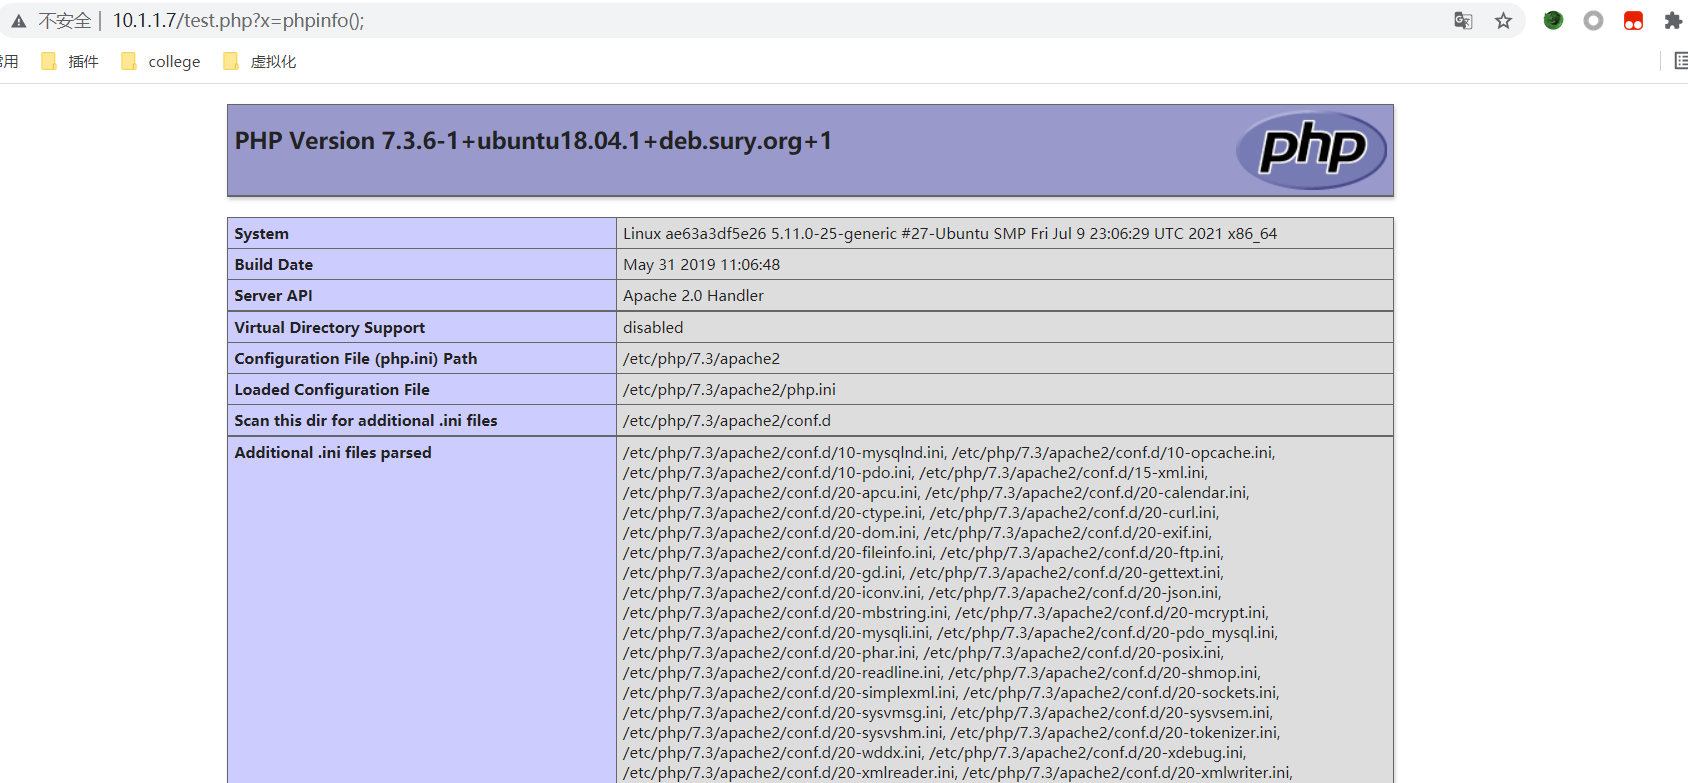 不安全 | 10.1.1.7/test.php?x=phpinfo();
用 插件 college 虚拟化
PHP Version 7.3.6-1+ubuntu18.04.1+deb.sury.org+1
php
System Linux ae63a3df5e26 5.11.0-25-generic #27-Ubuntu SMP Fri Jul 9 23:06:29 UTC 2021 x86_64
Build Date May 31 2019 11:06:48
Server API Apache 2.0 Handler
Virtual Directory Support disabled
Configuration File (php.ini) Path /etc/php/7.3/apache2
Loaded Configuration File /etc/php/7.3/apache2/php.ini
Scan this dir for additional .ini files /etc/php/7.3/apache2/conf.d
Additional .ini files parsed /etc/php/7.3/apache2/conf.d/10-mysqlnd.ini, /etc/php/7.3/apache2/conf.d/10-opcache.ini,
/etc/php/7.3/apache2/conf.d/10-pdo.ini, /etc/php/7.3/apache2/conf.d/15-xml.ini,
/etc/php/7.3/apache2/conf.d/20-apcu.ini, /etc/php/7.3/apache2/conf.d/20-calendar.ini,
/etc/php/7.3/apache2/conf.d/20-ctype.ini, /etc/php/7.3/apache2/conf.d/20-curl.ini,
/etc/php/7.3/apache2/conf.d/20-dom.ini, /etc/php/7.3/apache2/conf.d/20-exif.ini,
/etc/php/7.3/apache2/conf.d/20-fileinfo.ini, /etc/php/7.3/apache2/conf.d/20-ftp.ini,
/etc/php/7.3/apache2/conf.d/20-gd.ini, /etc/php/7.3/apache2/conf.d/20-gettext.ini,
/etc/php/7.3/apache2/conf.d/20-iconv.ini, /etc/php/7.3/apache2/conf.d/20-json.ini,
/etc/php/7.3/apache2/conf.d/20-mbstring.ini, /etc/php/7.3/apache2/conf.d/20-mcrypt.ini,
/etc/php/7.3/apache2/conf.d/20-mysqli.ini, /etc/php/7.3/apache2/conf.d/20-pdo_mysql.ini,
/etc/php/7.3/apache2/conf.d/20-phar.ini, /etc/php/7.3/apache2/conf.d/20-posix.ini,
/etc/php/7.3/apache2/conf.d/20-readline.ini, /etc/php/7.3/apache2/conf.d/20-shmop.ini,
/etc/php/7.3/apache2/conf.d/20-simplexml.ini, /etc/php/7.3/apache2/conf.d/20-sockets.ini,
/etc/php/7.3/apache2/conf.d/20-sysvmsg.ini, /etc/php/7.3/apache2/conf.d/20-sysvsem.ini,
/etc/php/7.3/apache2/conf.d/20-sysvshm.ini, /etc/php/7.3/apache2/conf.d/20-tokenizer.ini,
/etc/php/7.3/apache2/conf.d/20-wddx.ini, /etc/php/7.3/apache2/conf.d/20-xdebug.ini,
/etc/php/7.3/apache2/conf.d/20-xmlreader.ini, /etc/php/7.3/apache2/conf.d/20-xmlwriter.ini,